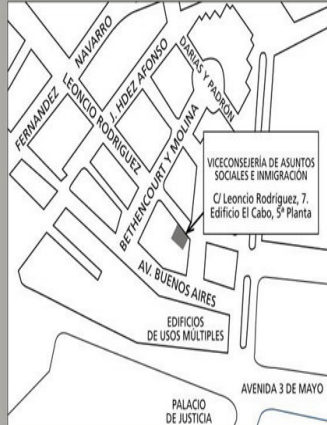 NAVARRO
FERNANDEZ
LEONCIO RODRIGUEZ
J. HDEZ AFONSO
DARIAS Y PADRÓN
BETHENCOURT Y MOLINA
VICECONSEJERÍA DE ASUNTOS
SOCIALES E INMIGRACIÓN
C/ Leoncio Rodríguez, 7.
Edificio El Cabo, 5ª Planta
AV. BUENOS AIRES
EDIFICIOS
DE USOS MÚLTIPLES
AVENIDA 3 DE MAYO
PALACIO
DE JUSTICIA